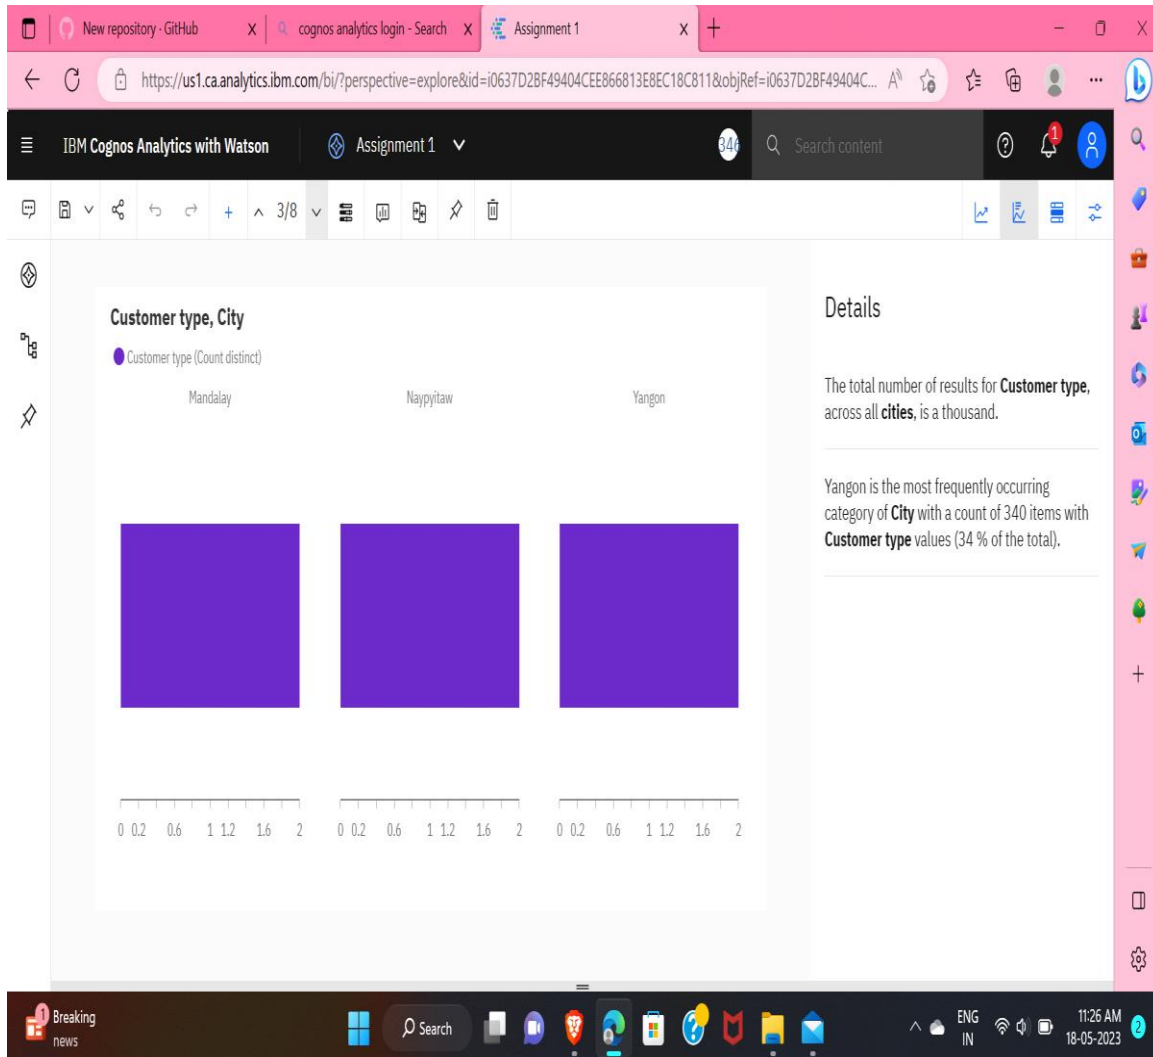 New repository - GitHub
cognos analytics login - Search
Assignment 1
https://us1.ca.analytics.ibm.com/bi/?perspective=explore&id=i0637D2BF49404CEE866813E8EC18C811&objRef=i0637D2BF49404C...
IBM Cognos Analytics with Watson
Assignment 1
346
Search content
1
3/8
Customer type, City
Customer type (Count distinct)
Mandalay Naypyitaw Yangon
0 0.2 0.6 1 1.2 1.6 2 0 0.2 0.6 1 1.2 1.6 2 0 0.2 0.6 1 1.2 1.6 2
Details
The total number of results for Customer type,
across all cities, is a thousand.
Yangon is the most frequently occurring
category of City with a count of 340 items with
Customer type values (34 % of the total).
1
Breaking
news
Search
ENG
IN
11:26 AM
18-05-2023
2